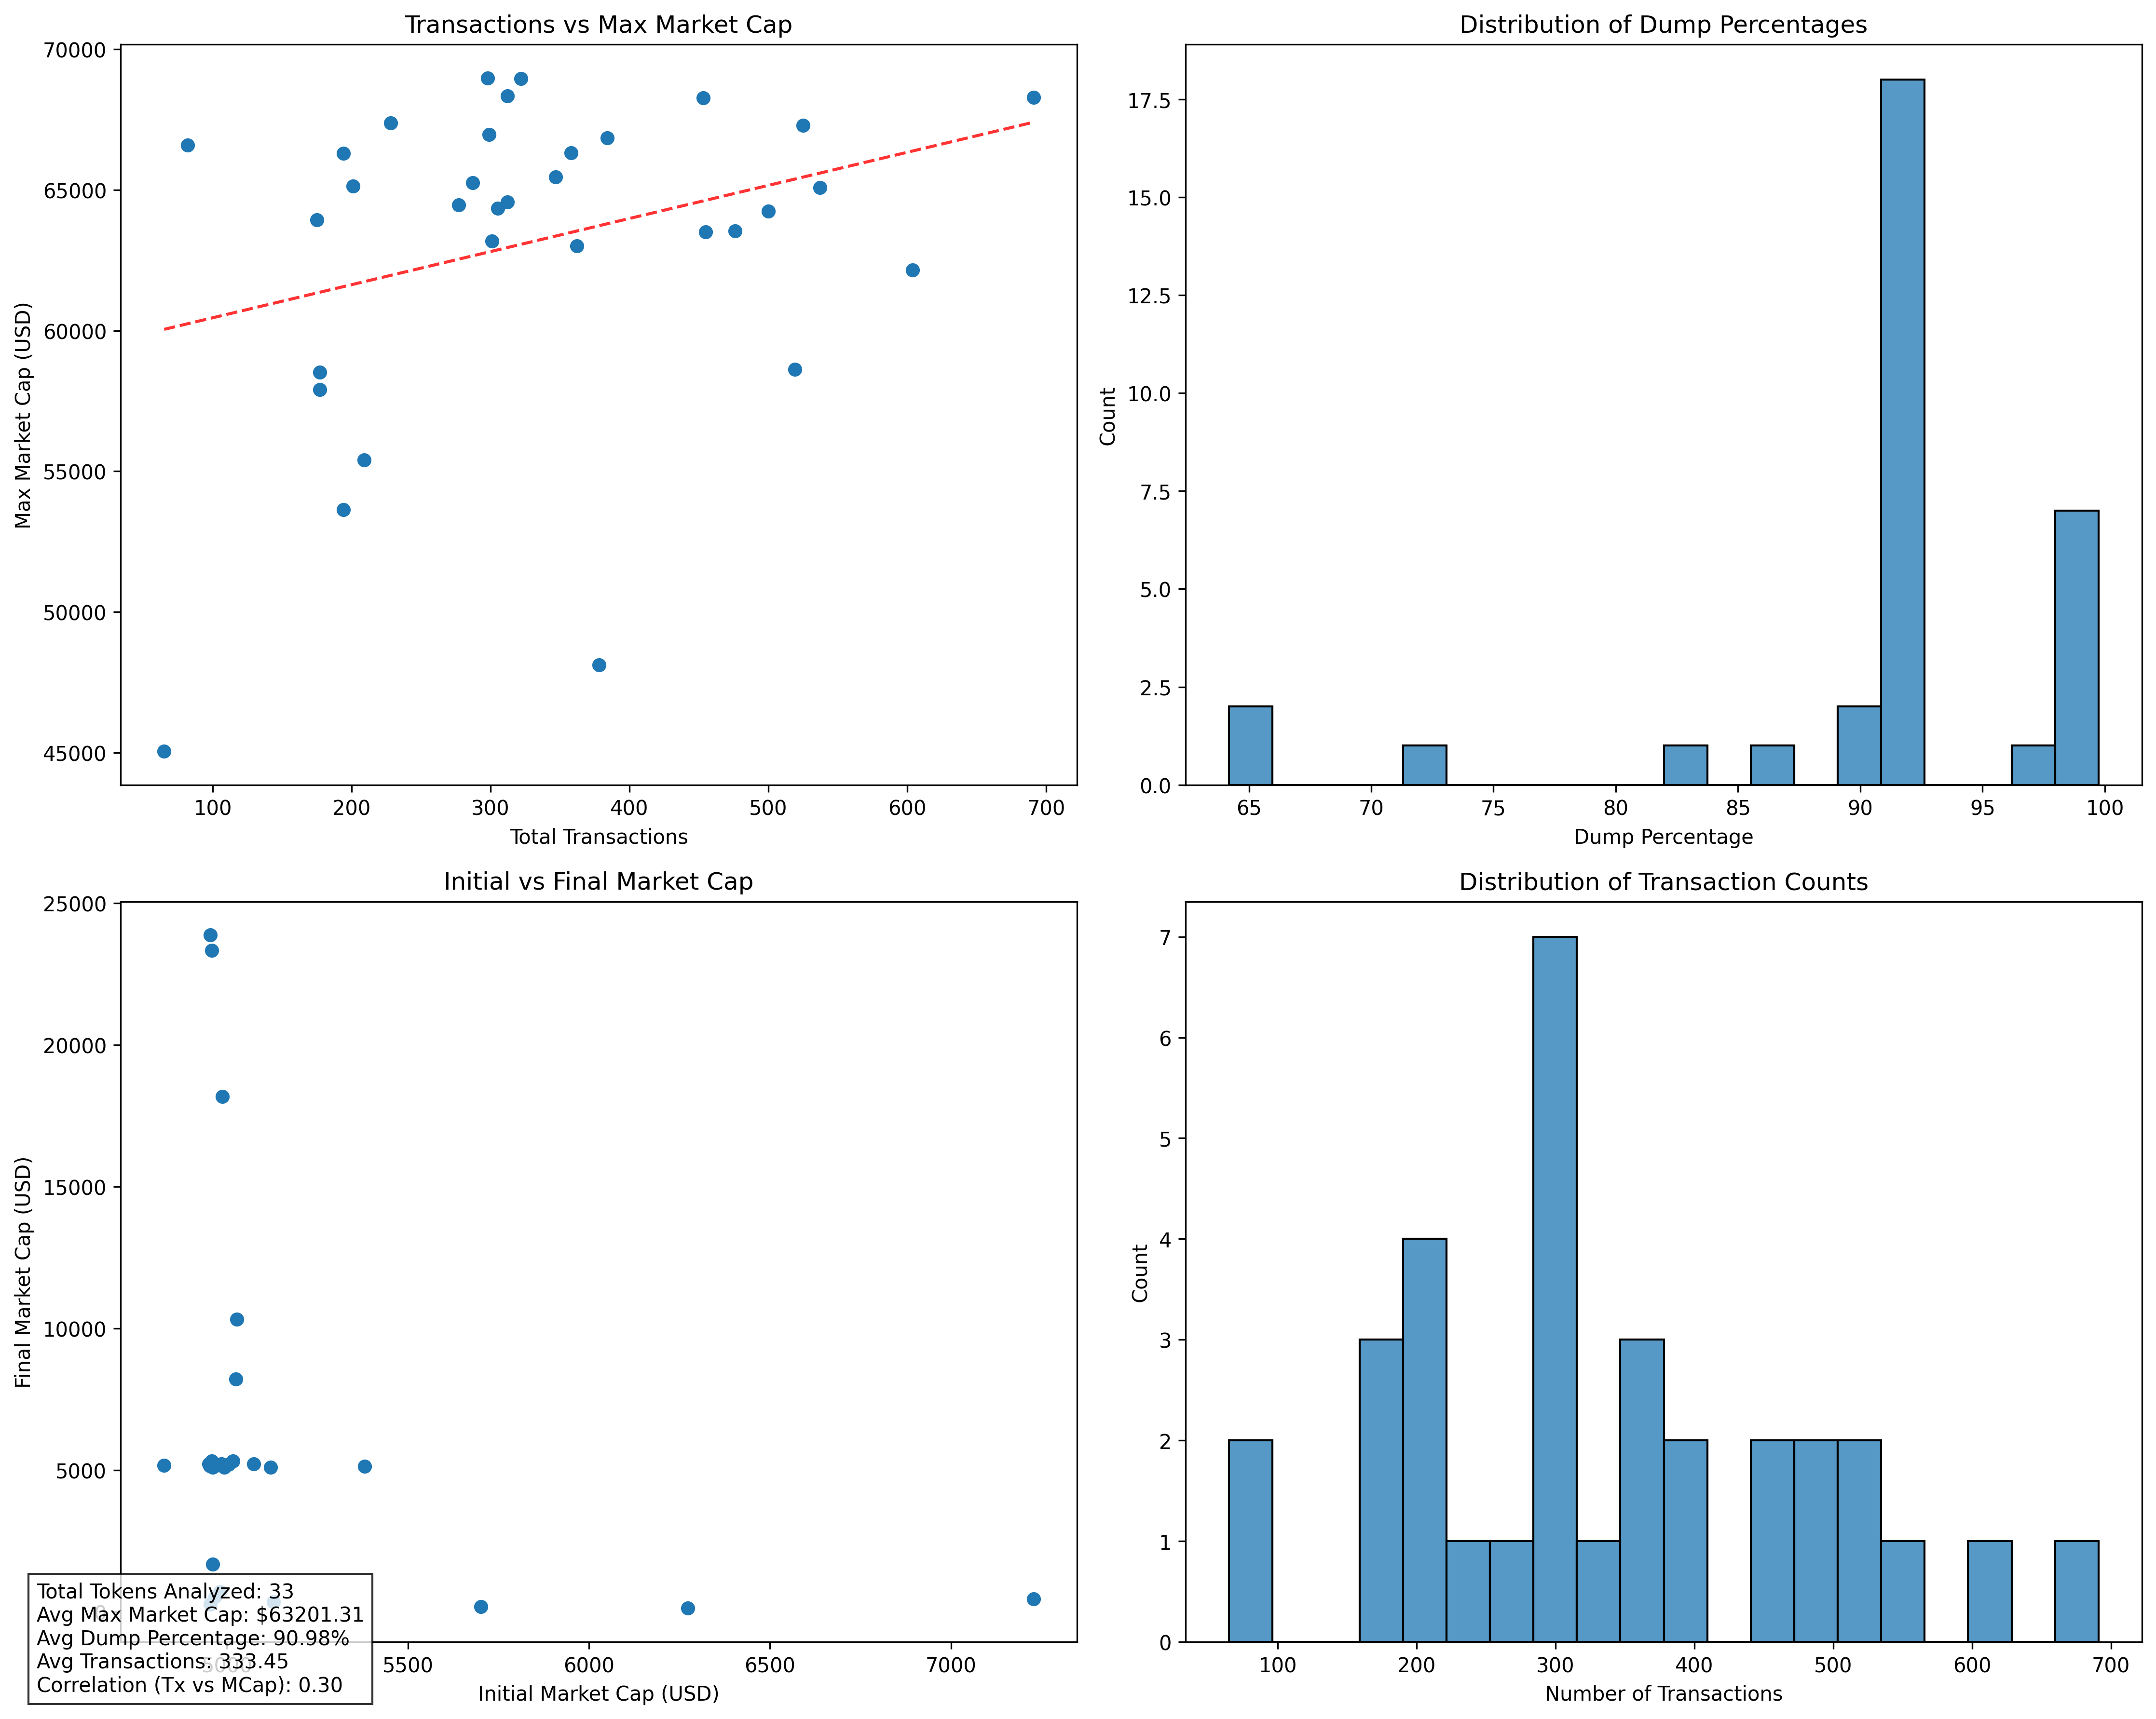 Transactions vs Max Market Cap
70000
65000
60000
55000
50000
45000
Max Market Cap (USD)
100 200 300 400 500 600 700
Total Transactions
Distribution of Dump Percentages
17.5
15.0
12.5
10.0
7.5
5.0
2.5
0.0
Count
65 70 75 80 85 90 95 100
Dump Percentage
Initial vs Final Market Cap
25000
20000
15000
10000
5000
0
Final Market Cap (USD)
5000 5500 6000 6500 7000
Initial Market Cap (USD)
Total Tokens Analyzed: 33
Avg Max Market Cap: $63201.31
Avg Dump Percentage: 90.98%
Avg Transactions: 333.45
Correlation (Tx vs MCap): 0.30
Distribution of Transaction Counts
7
6
5
4
3
2
1
0
Count
100 200 300 400 500 600 700
Number of Transactions